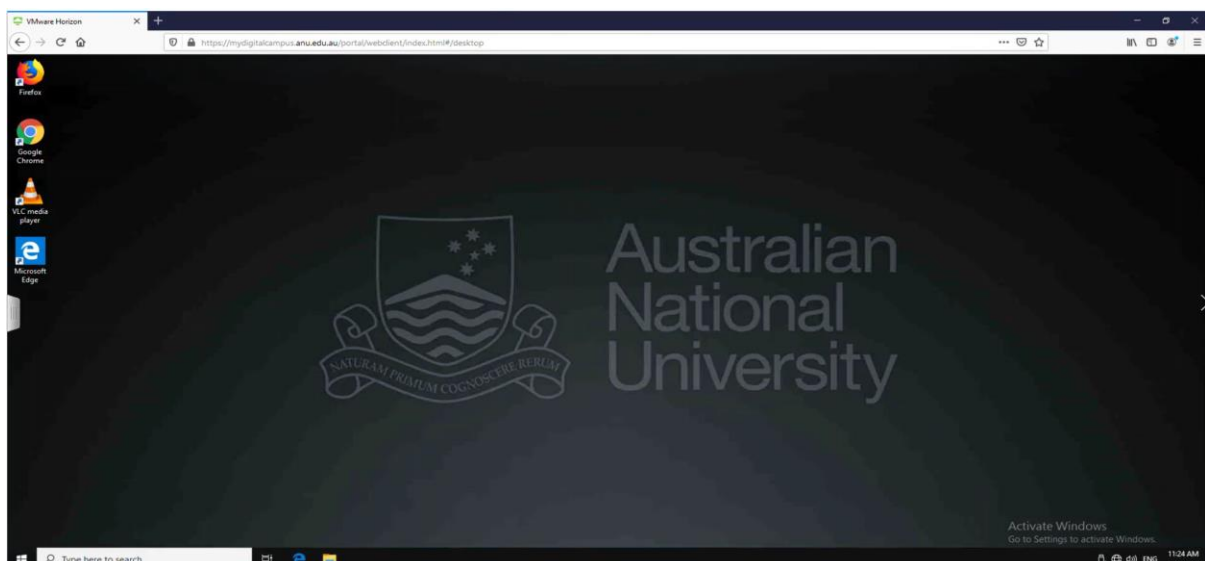 VMware Horizon
https://mydigitalcampus.anu.edu.au/portal/webclient/index.html#/desktop
Firefox
Google
Chrome
VLC media
player
Microsoft
Edge
Australian
National
University
NATURAM PRIMUM COGNOSCERE RERUM
Activate Windows
Go to Settings to activate Windows.
Type here to search
ENG
11:24 AM